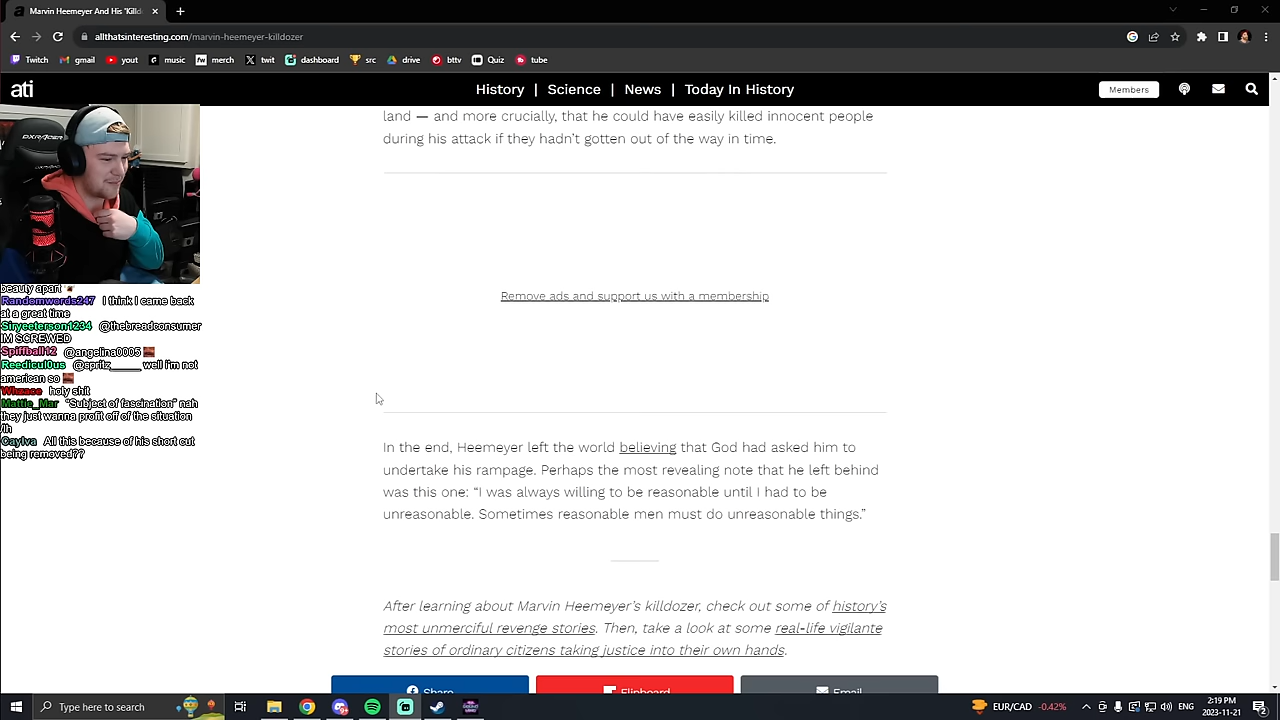 Marvin Heemeyer And His 'Killd
allthatsinteresting.com/marvin-heemeyer-killdozer
Twitch
gmail
yout
music
merch
twit
dashboard
src
drive
bttv
Quiz
tube
ati
History | Science | News | Today In History
Members
land — and more crucially, that he could have easily killed innocent people
during his attack if they hadn't gotten out of the way in time.
DXRACER
beauty apart
Randomwords247 I think I came back
at a great time
Siryeeterson1234 @thebreadconsumer
IM SCREWED
Spiffball12 @angelina0005
Reedicul0us @spritz_____ well i'm not
american so
Whzace holy shit
Mattie_Mar "Subject of fascination" nah
they just wanna profit off of the situation
/lh
Caylva All this because of his short cut
being removed??
Remove ads and support us with a membership
In the end, Heemeyer left the world believing that God had asked him to
undertake his rampage. Perhaps the most revealing note that he left behind
was this one: “I was always willing to be reasonable until I had to be
unreasonable. Sometimes reasonable men must do unreasonable things.”
After learning about Marvin Heemeyer’s killdozer, check out some of history’s
most unmerciful revenge stories. Then, take a look at some real-life vigilante
stories of ordinary citizens taking justice into their own hands.
Share
Flipboard
Email
Type here to search
EUR/CAD -0.42%
ENG
2:19 PM
2023-11-21